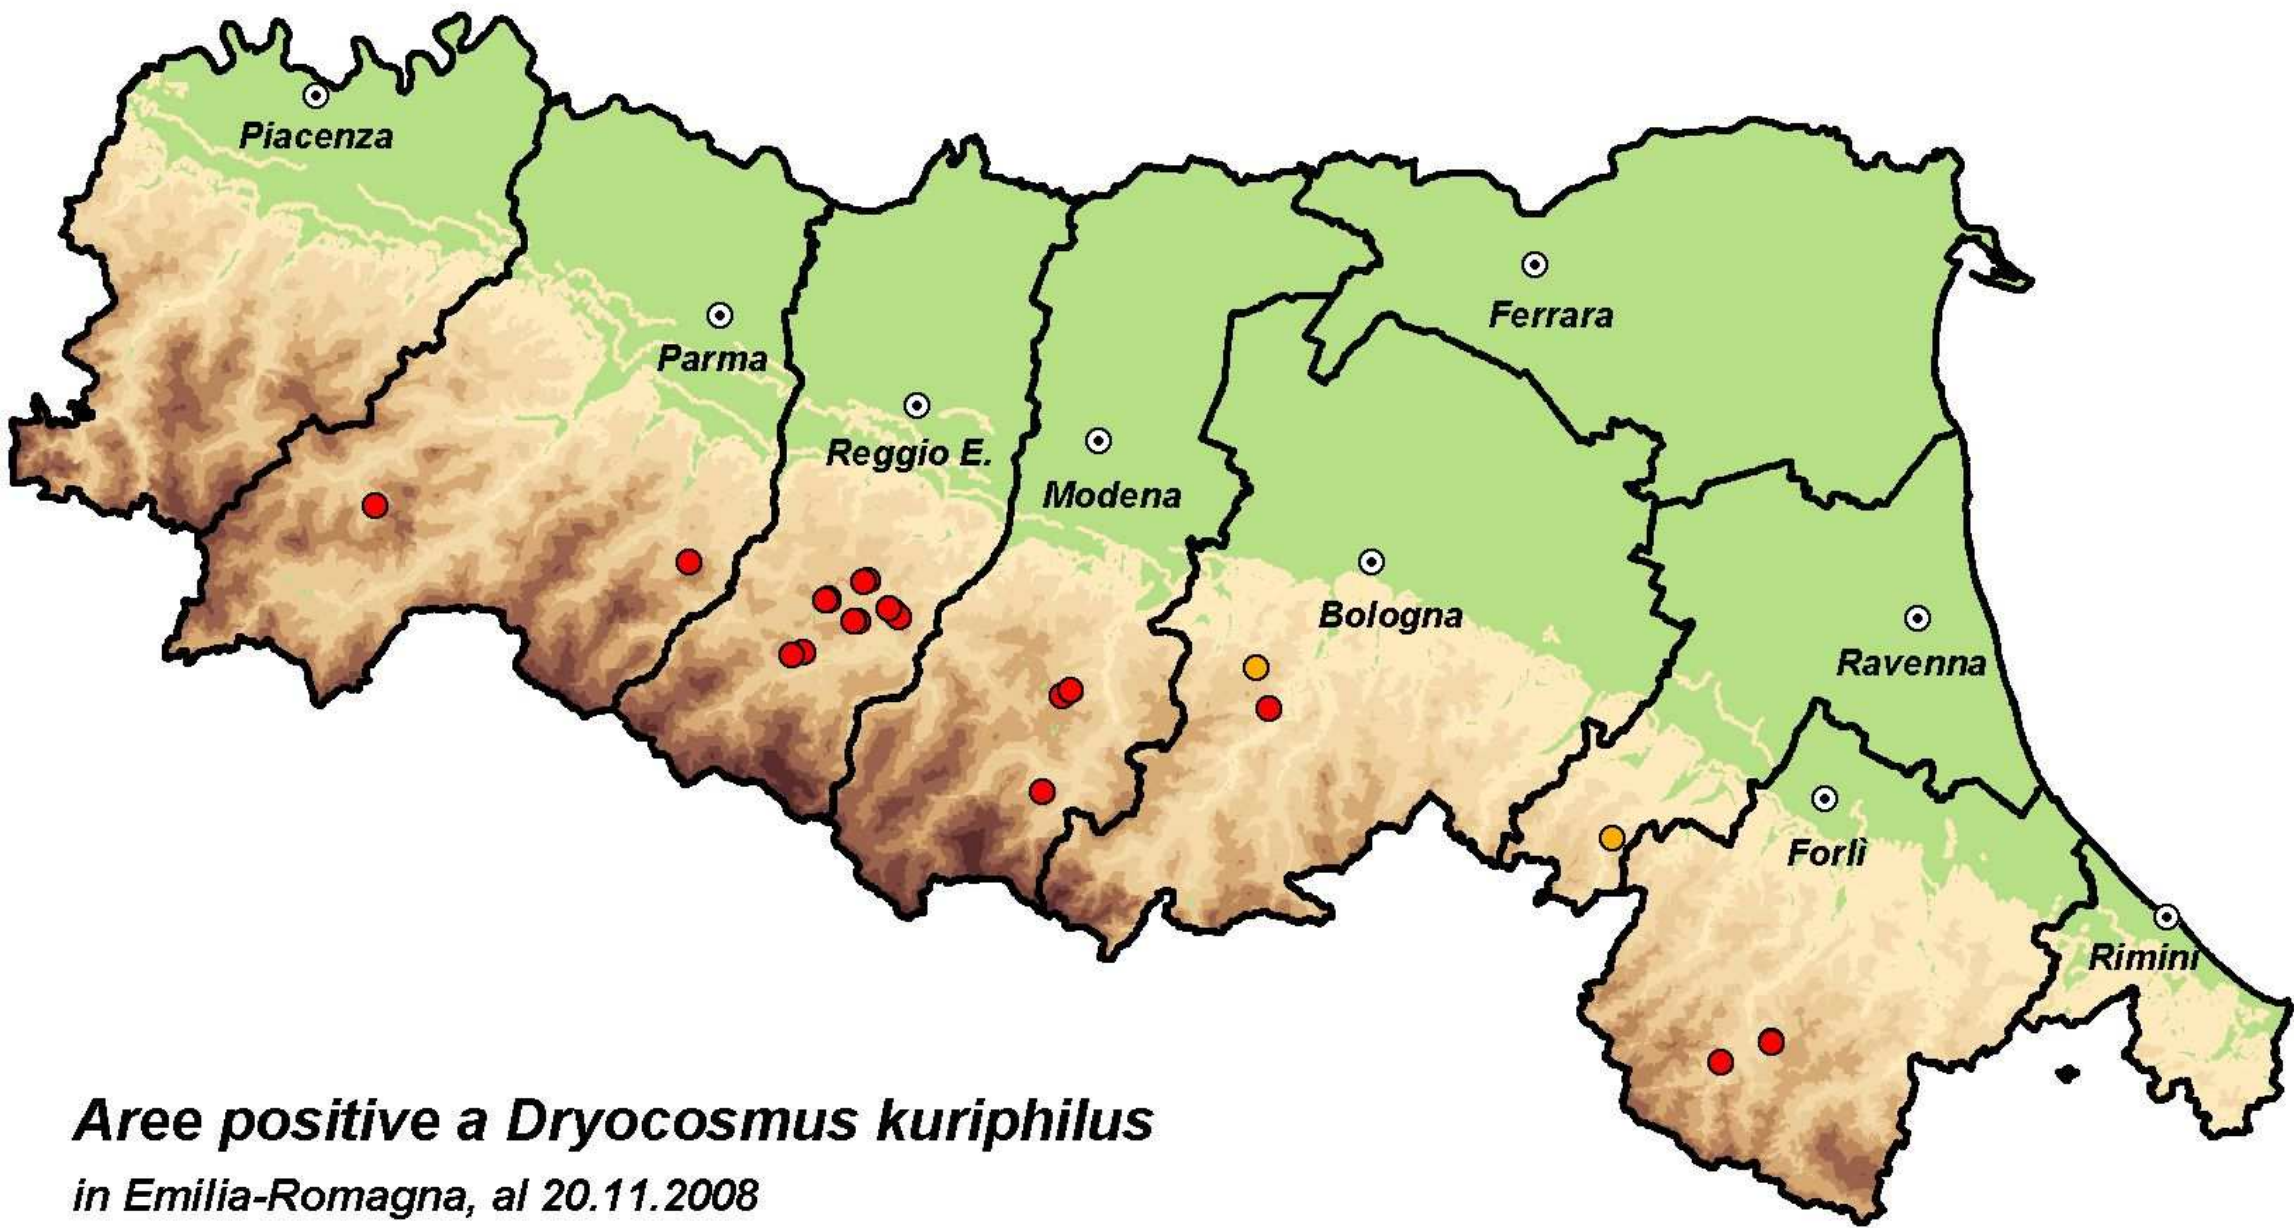 Piacenza
Parma
Reggio E.
Modena
Ferrara
Bologna
Ravenna
Forlì
Rimini
Aree positive a Dryocosmus kuriphilus
in Emilia-Romagna, al 20.11.2008